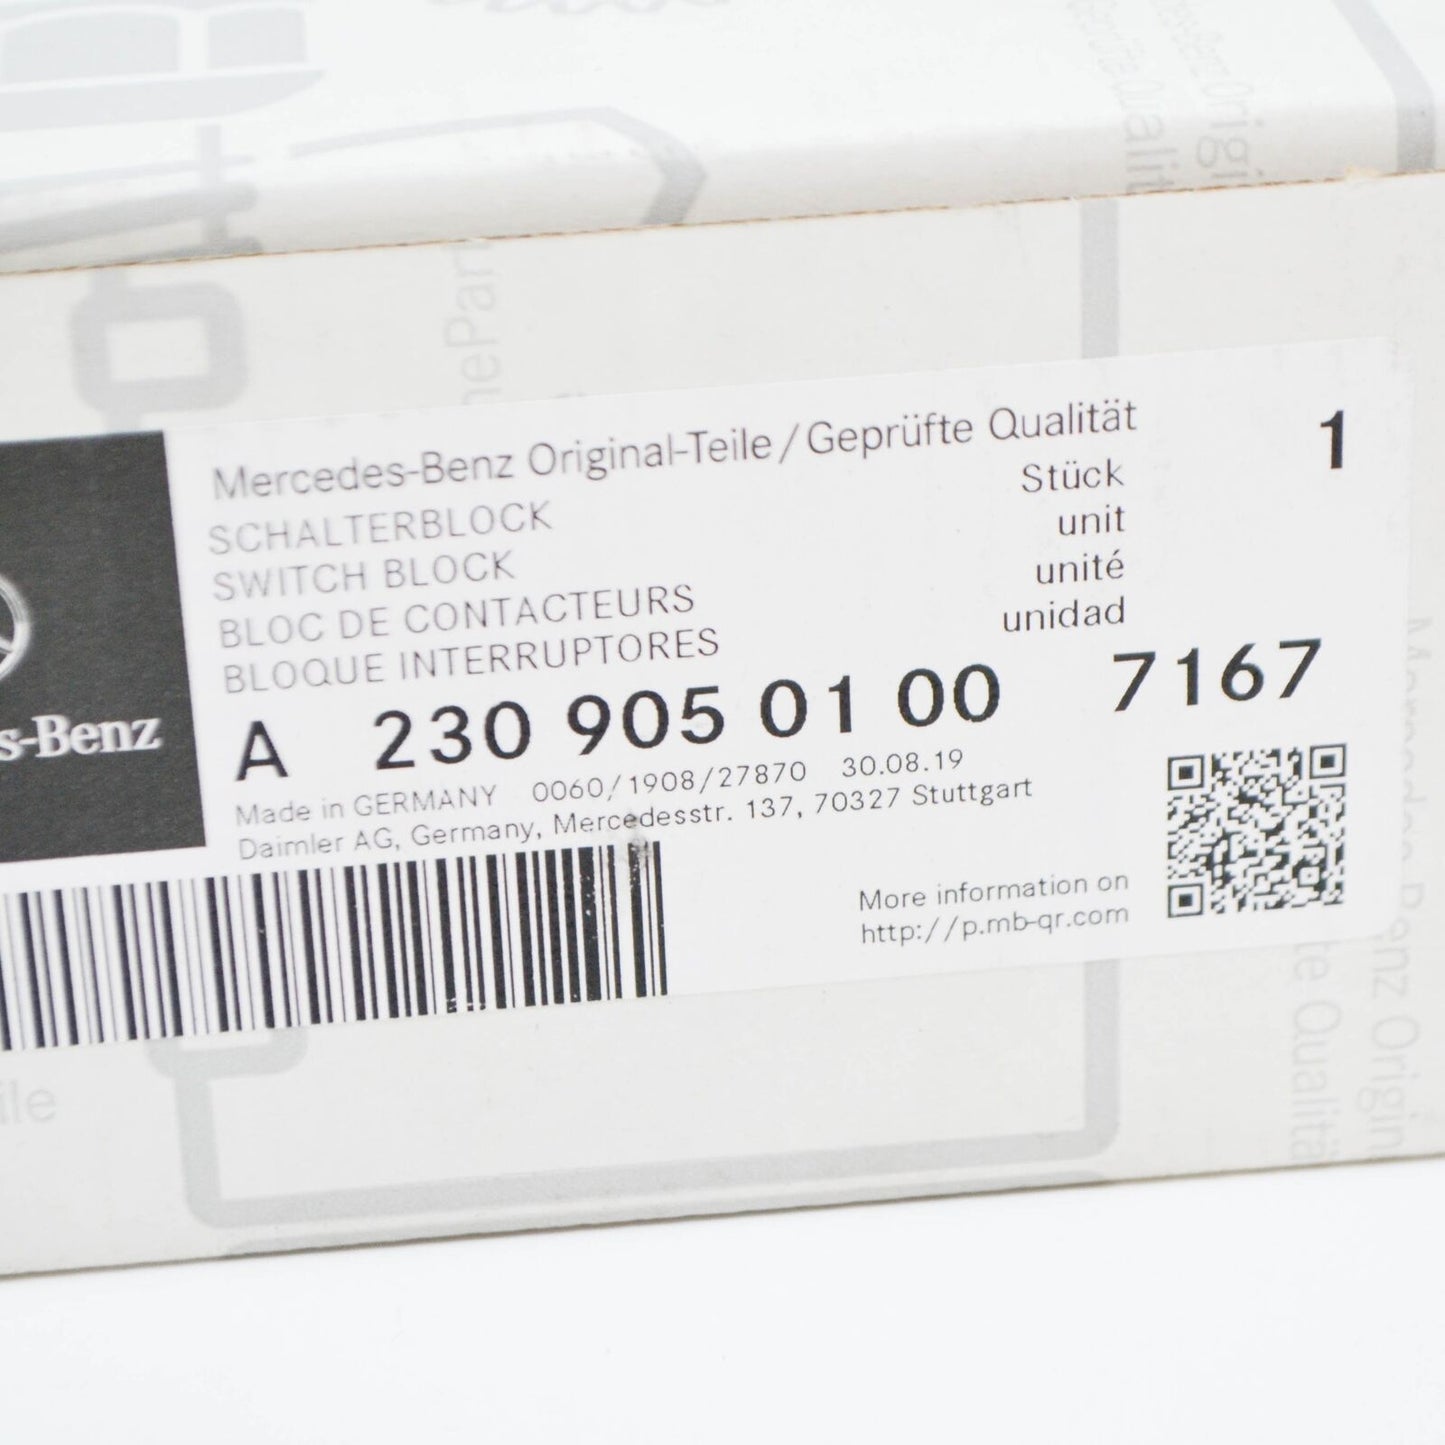 Mercedes-Benz Original-Teile / Geprüfte Qualität
1
SCHALTERBLOCK
Stück
SWITCH BLOCK
unit
BLOC DE CONTACTEURS
unité
BLOQUE INTERRUPTORES
unidad
A 230 905 01 00 7167
Made in GERMANY 0060/1908/27870 30.08.19
Daimler AG, Germany, Mercedesstr. 137, 70327 Stuttgart
More information on
http://p.mb-qr.com
s-Benz